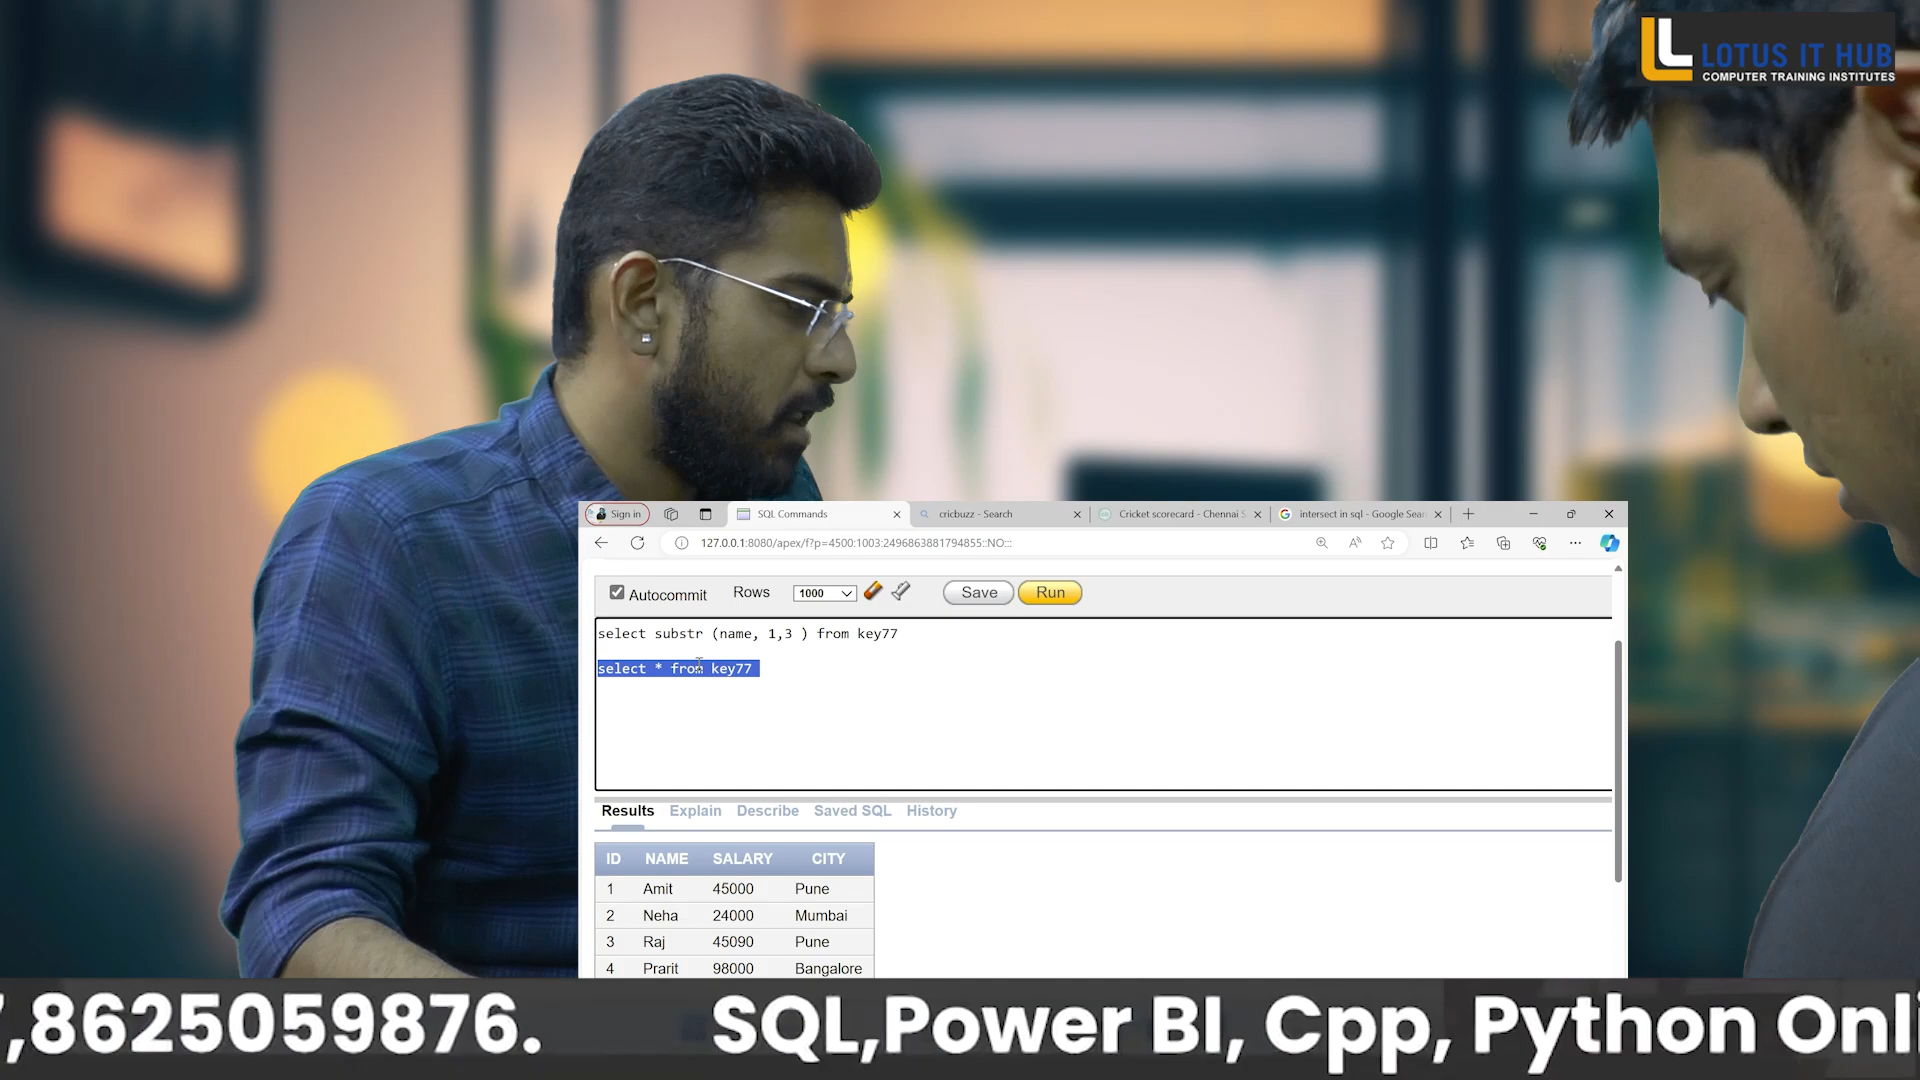 LOTUS IT HUB
COMPUTER TRAINING INSTITUTES
Sign in
SQL Commands
cricbuzz - Search
Cricket scorecard - Chennai S
intersect in sql - Google Sear
127.0.0.1:8080/apex/f?p=4500:1003:2496863881794855::NO:::
Autocommit Rows 1000 Save Run
select substr (name, 1,3 ) from key77
select * from key77
Results Explain Describe Saved SQL History
ID NAME SALARY CITY
1 Amit 45000 Pune
2 Neha 24000 Mumbai
3 Raj 45090 Pune
4 Prarit 98000 Bangalore
,8625059876. SQL,Power BI, Cpp, Python Onli